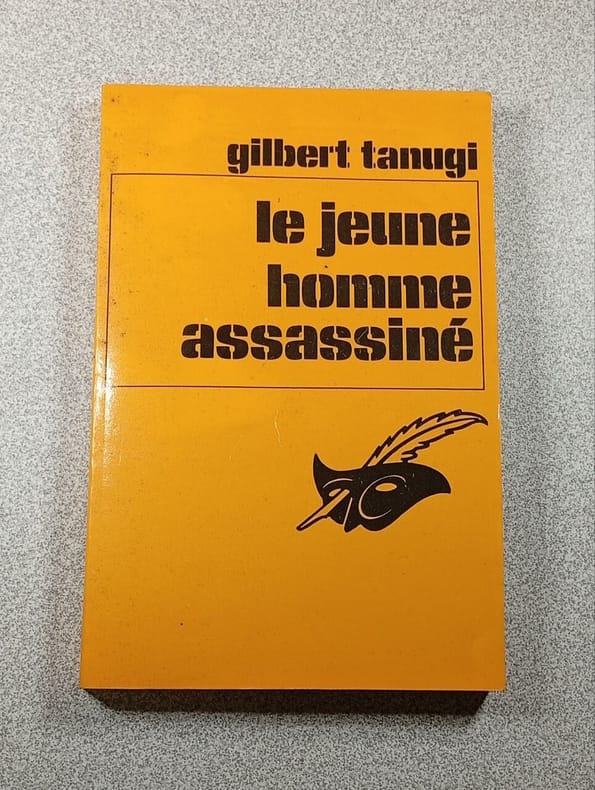 gilbert tanugi
le jeune
homme
assassiné